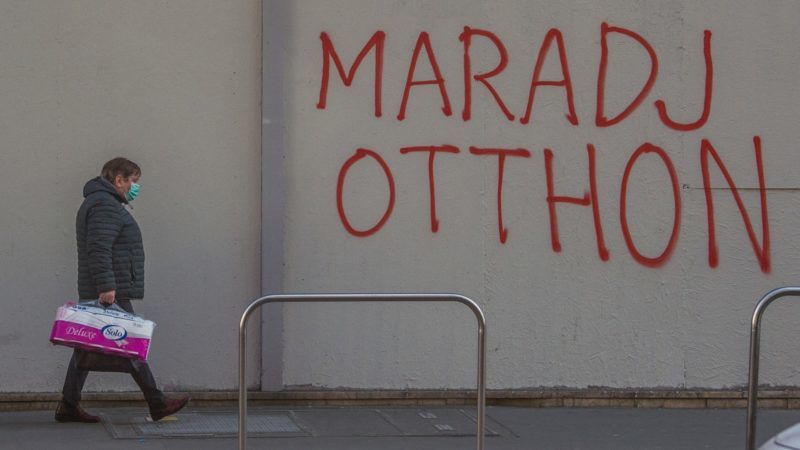 MARADJ
OTTHON
Deluxe
Solo